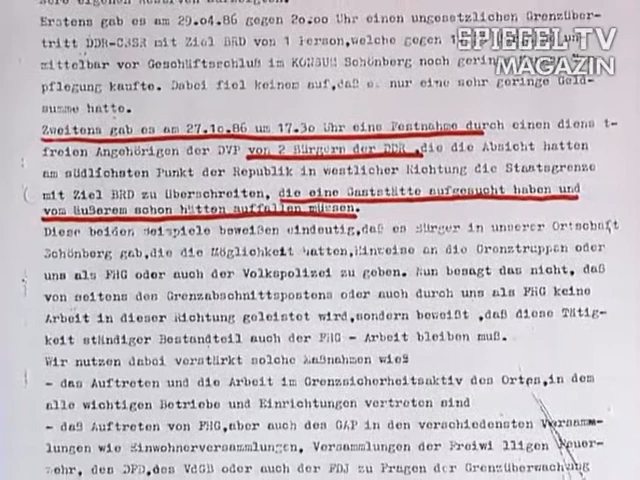 Erstens gab es am 29.04.86 gegen 20.00 Uhr einen ungesetzlichen Grenzüber-
tritt DDR-CSSR mit Ziel BRD von 1 Person,welche gegen
SPIEGEL TV
MAGAZIN
mittelbar vor Geschäftsschluß im KONSUM Schönberg noch gering
pflegung kaufte. Dabei fiel keinem auf,daß e. nur eine sehr geringe Geld-
summe hatte.
Zweitens gab es am 27.10.86 um 17.30 Uhr eine Festnahme durch einen diens t-
freien Angehörigen der DVP von 2 Bürgern der DDR ,die die Absicht hatten
am südlichsten Punkt der Republik in westlicher Richtung die Staatsgrenze
mit Ziel BRD zu überschreiten, die eine Gaststätte aufgesucht haben und
vom äußerem schon hätten auffallen müssen.
Diese beiden Beispiele beweißen eindeutig,daß es Bürger in unserer Ortschaft
Schönberg gab,die die Möglichkeit hatten,Hinweise an die Grenztruppen oder
uns als FHG oder auch der Volkspolizei zu geben. Nun besagt das nicht, daß
von seitens des Grenzabschnittspostens oder auch durch uns als FHG keine
Arbeit in dieser Richtung geleistet wird,sondern beweißt ,daß diese Tätig-
keit ständiger Bestandteil auch der FHG - Arbeit bleiben muß.
Wir nutzen dabei verstärkt solche Maßnahmen wie
- das Auftreten und die Arbeit im Grenzsicherheitsaktiv des Ortes,in dem
alle wichtigen Betriebe und Einrichtungen vertreten sind
- daß Auftreten von FHG,aber auch des GAP in den verschiedensten Versamm-
lungen wie Einwohnerversammlungen, Versammlungen der Freiwi lligen Feuer-
wehr, des DFD,des VdGB oder auch der FDJ zu Fragen der Grenzüberwachung